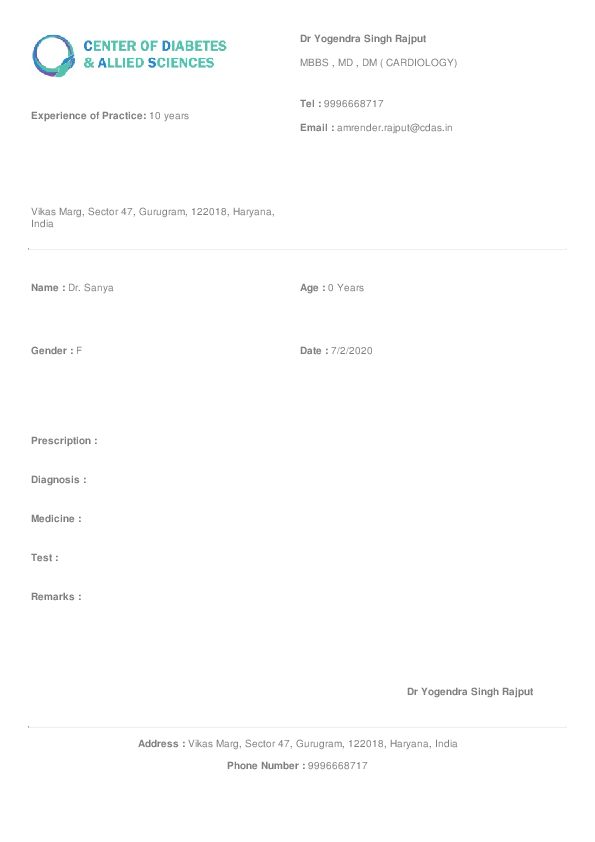 CENTER OF DIABETES
& ALLIED SCIENCES
Dr Yogendra Singh Rajput
MBBS , MD , DM ( CARDIOLOGY)
Tel : 9996668717
Experience of Practice: 10 years
Email : amrender.rajput@cdas.in
Vikas Marg, Sector 47, Gurugram, 122018, Haryana,
India
Name : Dr. Sanya
Age : 0 Years
Gender : F
Date : 7/2/2020
Prescription :
Diagnosis :
Medicine :
Test :
Remarks :
Dr Yogendra Singh Rajput
Address : Vikas Marg, Sector 47, Gurugram, 122018, Haryana, India
Phone Number : 9996668717